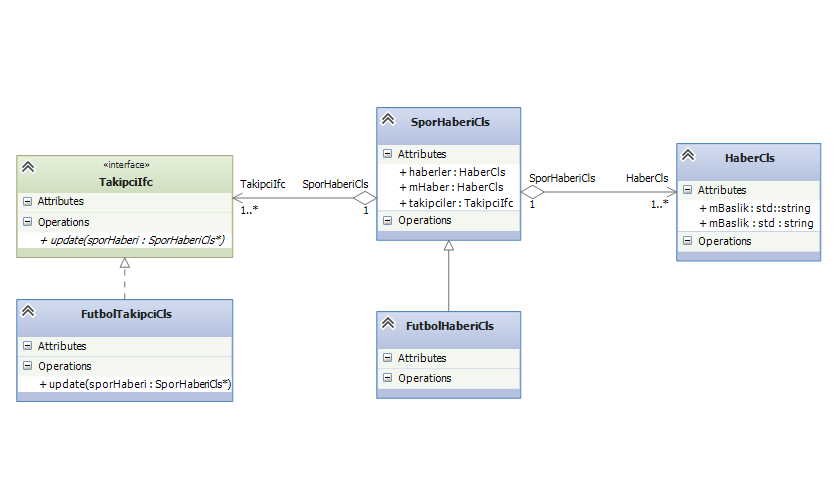 «interface»
TakipciIfc
Attributes
Operations
+ update(sporHaberi : SporHaberiCls*)
FutbolTakipciCls
Attributes
Operations
+ update(sporHaberi : SporHaberiCls*)
TakipciIfc
SporHaberiCls
1..*
1
SporHaberiCls
Attributes
+ haberler : HaberCls
+ mHaber : HaberCls
+ takipciler : TakipciIfc
Operations
FutbolHaberiCls
Attributes
Operations
SporHaberiCls
HaberCls
1
1..*
HaberCls
Attributes
+ mBaslik : std::string
+ mBaslik : std : string
Operations